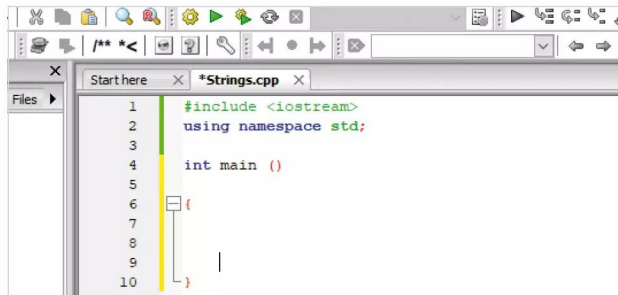 /** *<
Files
Start here *Strings.cpp
1 #include <iostream>
2 using namespace std;
3
4 int main ()
5
6 {
7
8
9
10 }